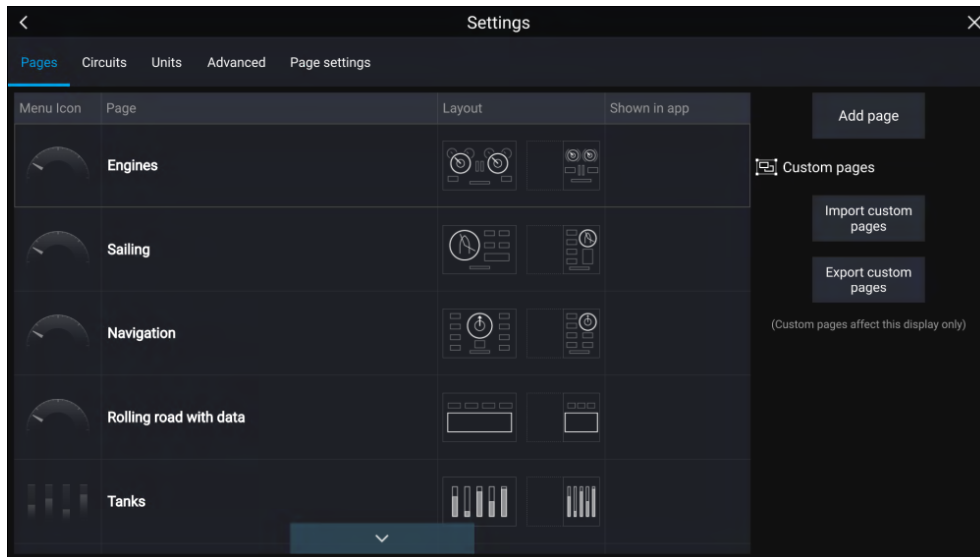 Settings
Pages Circuits Units Advanced Page settings
Menu Icon Page Layout Shown in app
Add page
Engines
Custom pages
Import custom
pages
Sailing
Export custom
pages
(Custom pages affect this display only)
Navigation
Rolling road with data
Tanks